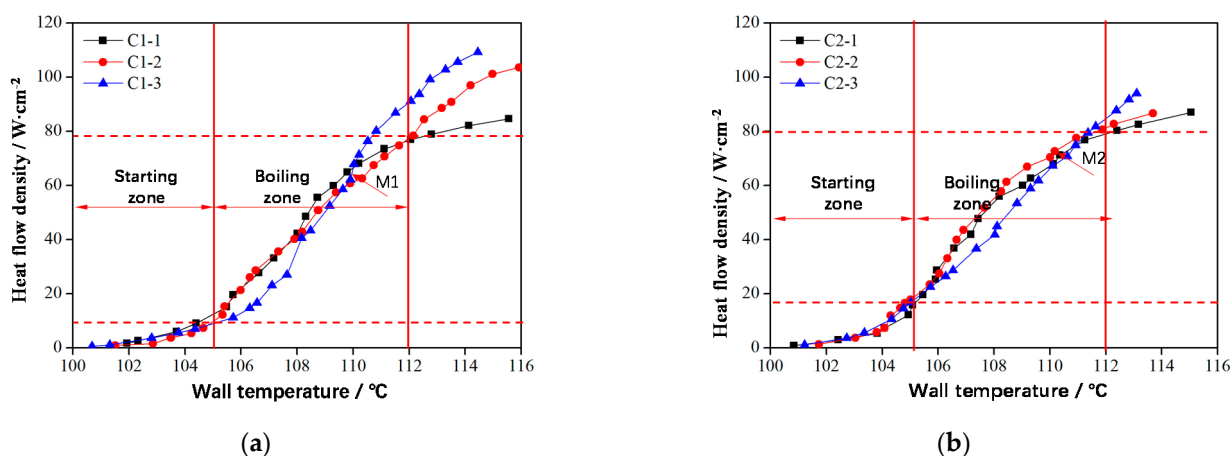 120
100
80
60
40
20
0
Heat flow density / W·cm⁻²
C1-1
C1-2
C1-3
Starting
zone
Boiling
zone
M1
100 102 104 106 108 110 112 114 116
Wall temperature / °C
(a)
120
100
80
60
40
20
0
Heat flow density / W·cm⁻²
C2-1
C2-2
C2-3
Starting
zone
Boiling
zone
M2
100 102 104 106 108 110 112 114 116
Wall temperature / °C
(b)